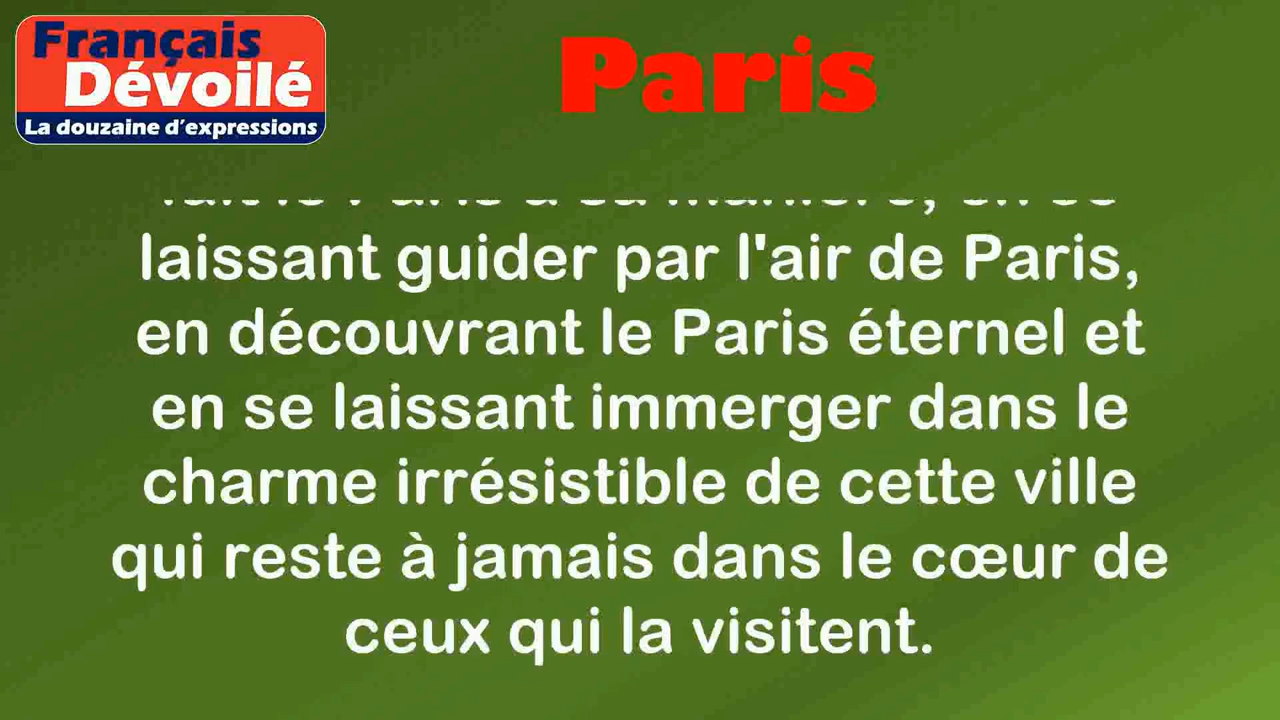 Français
Dévoilé
La douzaine d'expressions
Paris
laissant guider par l'air de Paris,
en découvrant le Paris éternel et
en se laissant immerger dans le
charme irrésistible de cette ville
qui reste à jamais dans le cœur de
ceux qui la visitent.